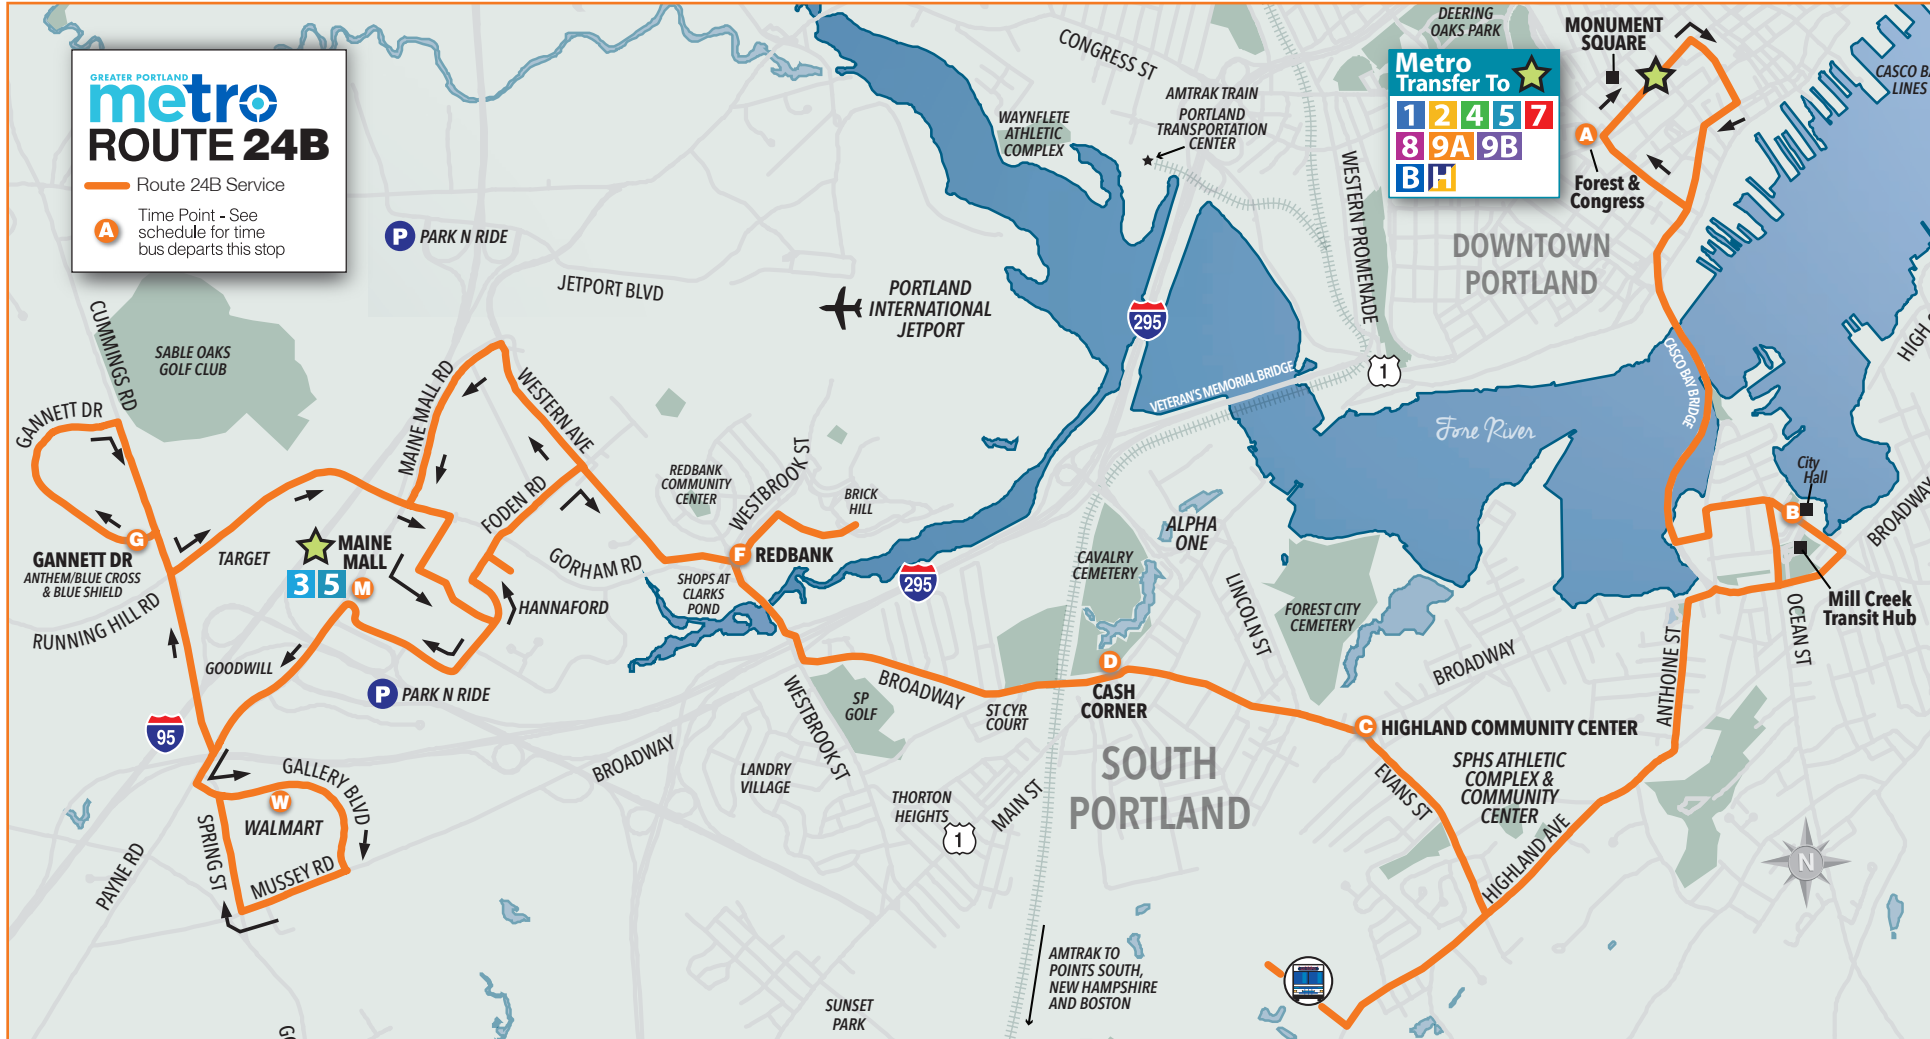 GREATER PORTLAND
metro
ROUTE 24B
Route 24B Service
A
Time Point - See
schedule for time
bus departs this stop
P PARK N RIDE
JETPORT BLVD
CONGRESS ST
DEERING
OAKS PARK
MONUMENT
SQUARE
CASCO B
LINES
Metro
Transfer To
1 2 4 5 7
8 9A 9B
B H
A
Forest &
Congress
AMTRAK TRAIN
PORTLAND
TRANSPORTATION
CENTER
WAYNFLETE
ATHLETIC
COMPLEX
WESTERN PROMENADE
DOWNTOWN
PORTLAND
PORTLAND
INTERNATIONAL
JETPORT
295
1
VETERAN'S MEMORIAL BRIDGE
CASCO BAY BRIDGE
Fore River
HIGH
CUMMINGS RD
SABLE OAKS
GOLF CLUB
GANNETT DR
MAINE MALL RD
WESTERN AVE
FODEN RD
GORHAM RD
REDBANK
COMMUNITY
CENTER
WESTBROOK ST
BRICK
HILL
F REDBANK
SHOPS AT
CLARKS
POND
295
G
GANNETT DR
ANTHEM/BLUE CROSS
& BLUE SHIELD
TARGET
MAINE
MALL
3 5 M
HANNAFORD
RUNNING HILL RD
GOODWILL
P PARK N RIDE
95
CAVALRY
CEMETERY
ALPHA
ONE
LINCOLN ST
FOREST CITY
CEMETERY
City
Hall
B
BROADWAY
Mill Creek
Transit Hub
OCEAN ST
ANTHOINE ST
BROADWAY
D
CASH
CORNER
BROADWAY
ST CYR
COURT
SP
GOLF
WESTBROOK ST
BROADWAY
LANDRY
VILLAGE
THORTON
HEIGHTS
1
MAIN ST
SOUTH
PORTLAND
C HIGHLAND COMMUNITY CENTER
SPHS ATHLETIC
COMPLEX &
COMMUNITY
CENTER
EVANS ST
HIGHLAND AVE
GALLERY BLVD
W
WALMART
SPRING ST
MUSSEY RD
PAYNE RD
N
AMTRAK TO
POINTS SOUTH,
NEW HAMPSHIRE
AND BOSTON
SUNSET
PARK